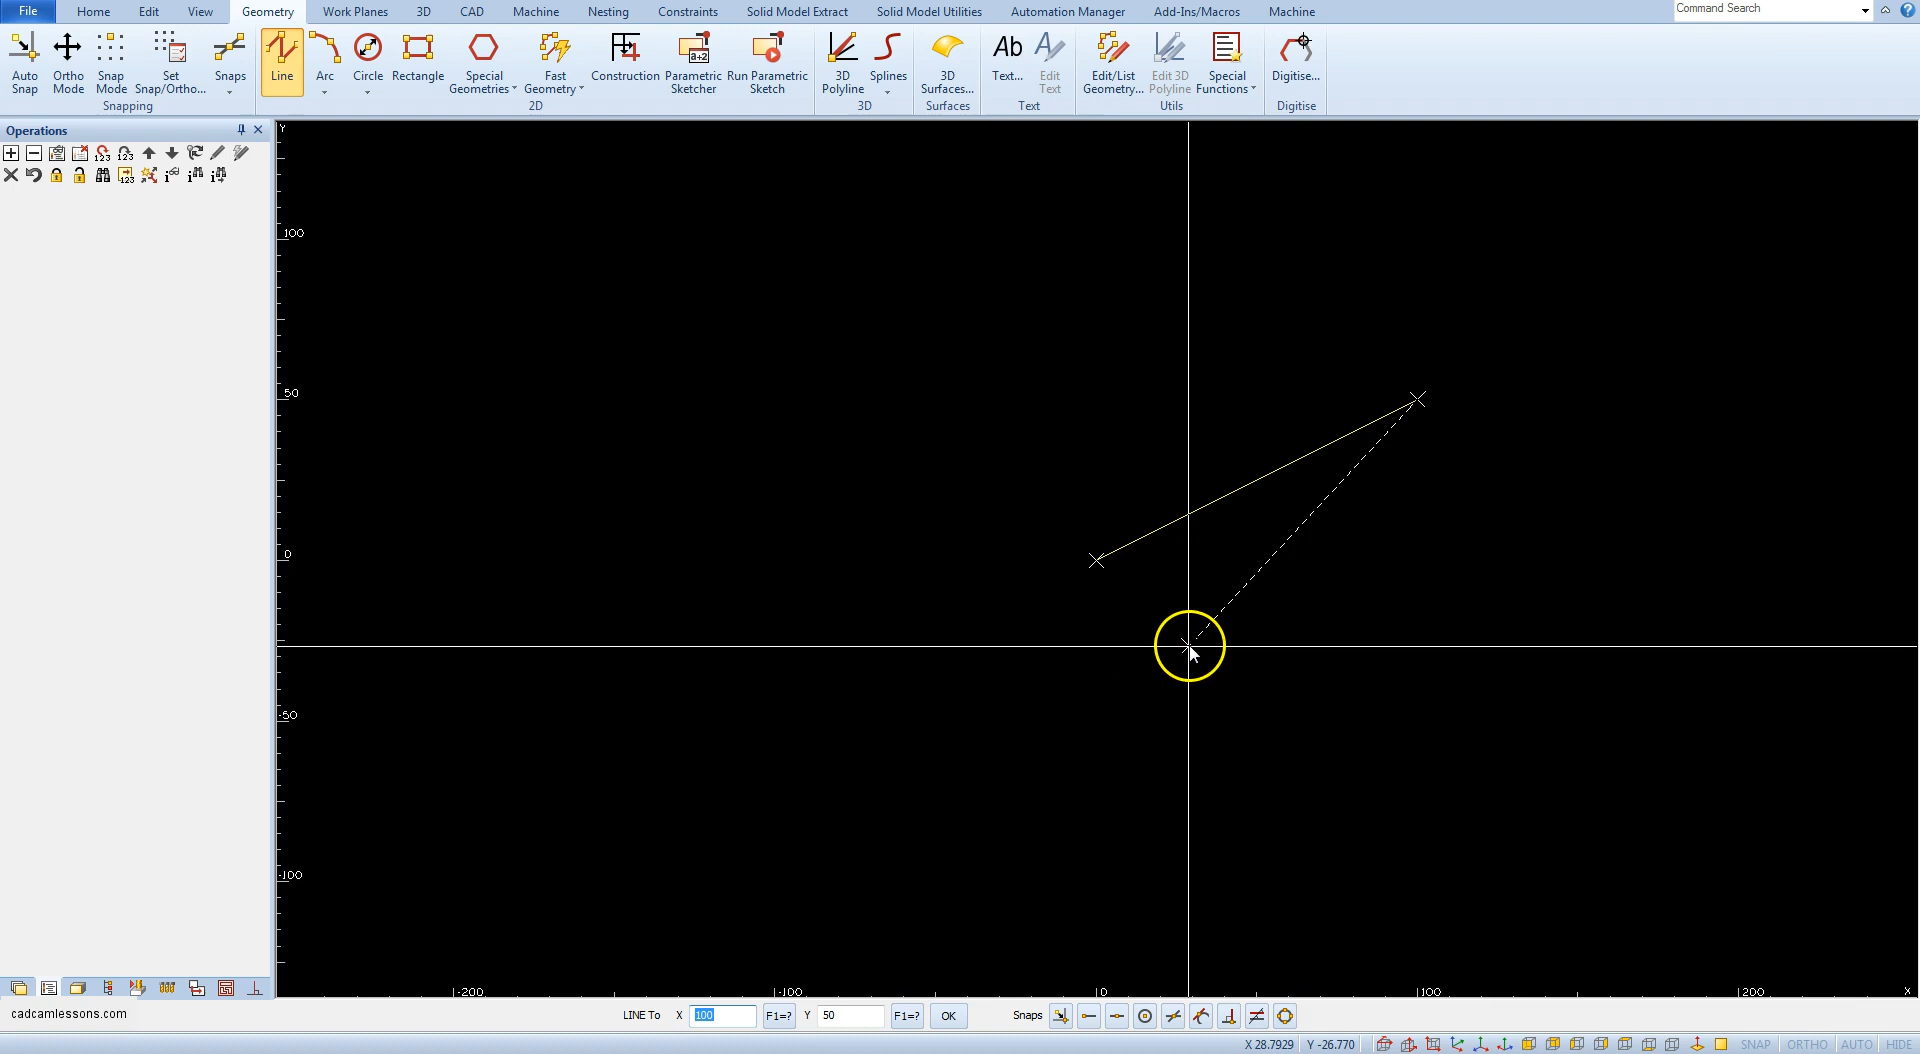 File Home Edit View Geometry Work Planes 3D CAD Machine Nesting Constraints Solid Model Extract Solid Model Utilities Automation Manager Add-Ins/Macros Machine Command Search
Auto Snap
Ortho Mode
Snap Mode
Set Snap/Ortho...
Snaps
Line
Arc
Circle
Rectangle
Special Geometries
Fast Geometry
Construction
Parametric Sketcher
Run Parametric Sketch
3D Polyline
Splines
3D Surfaces...
Ab
Text...
Edit Text
Edit/List Geometry...
Edit 3D Polyline
Special Functions
Digitise...
Snapping 2D 3D Surfaces Text Utils Digitise
Operations
Y
100
50
0
-50
-100
-200 -100 0 100 200 X
cadcamlessons.com
LINE To X 100 F1=? Y 50 F1=? OK Snaps
X 28.7929 Y -26.770 SNAP ORTHO AUTO HIDE